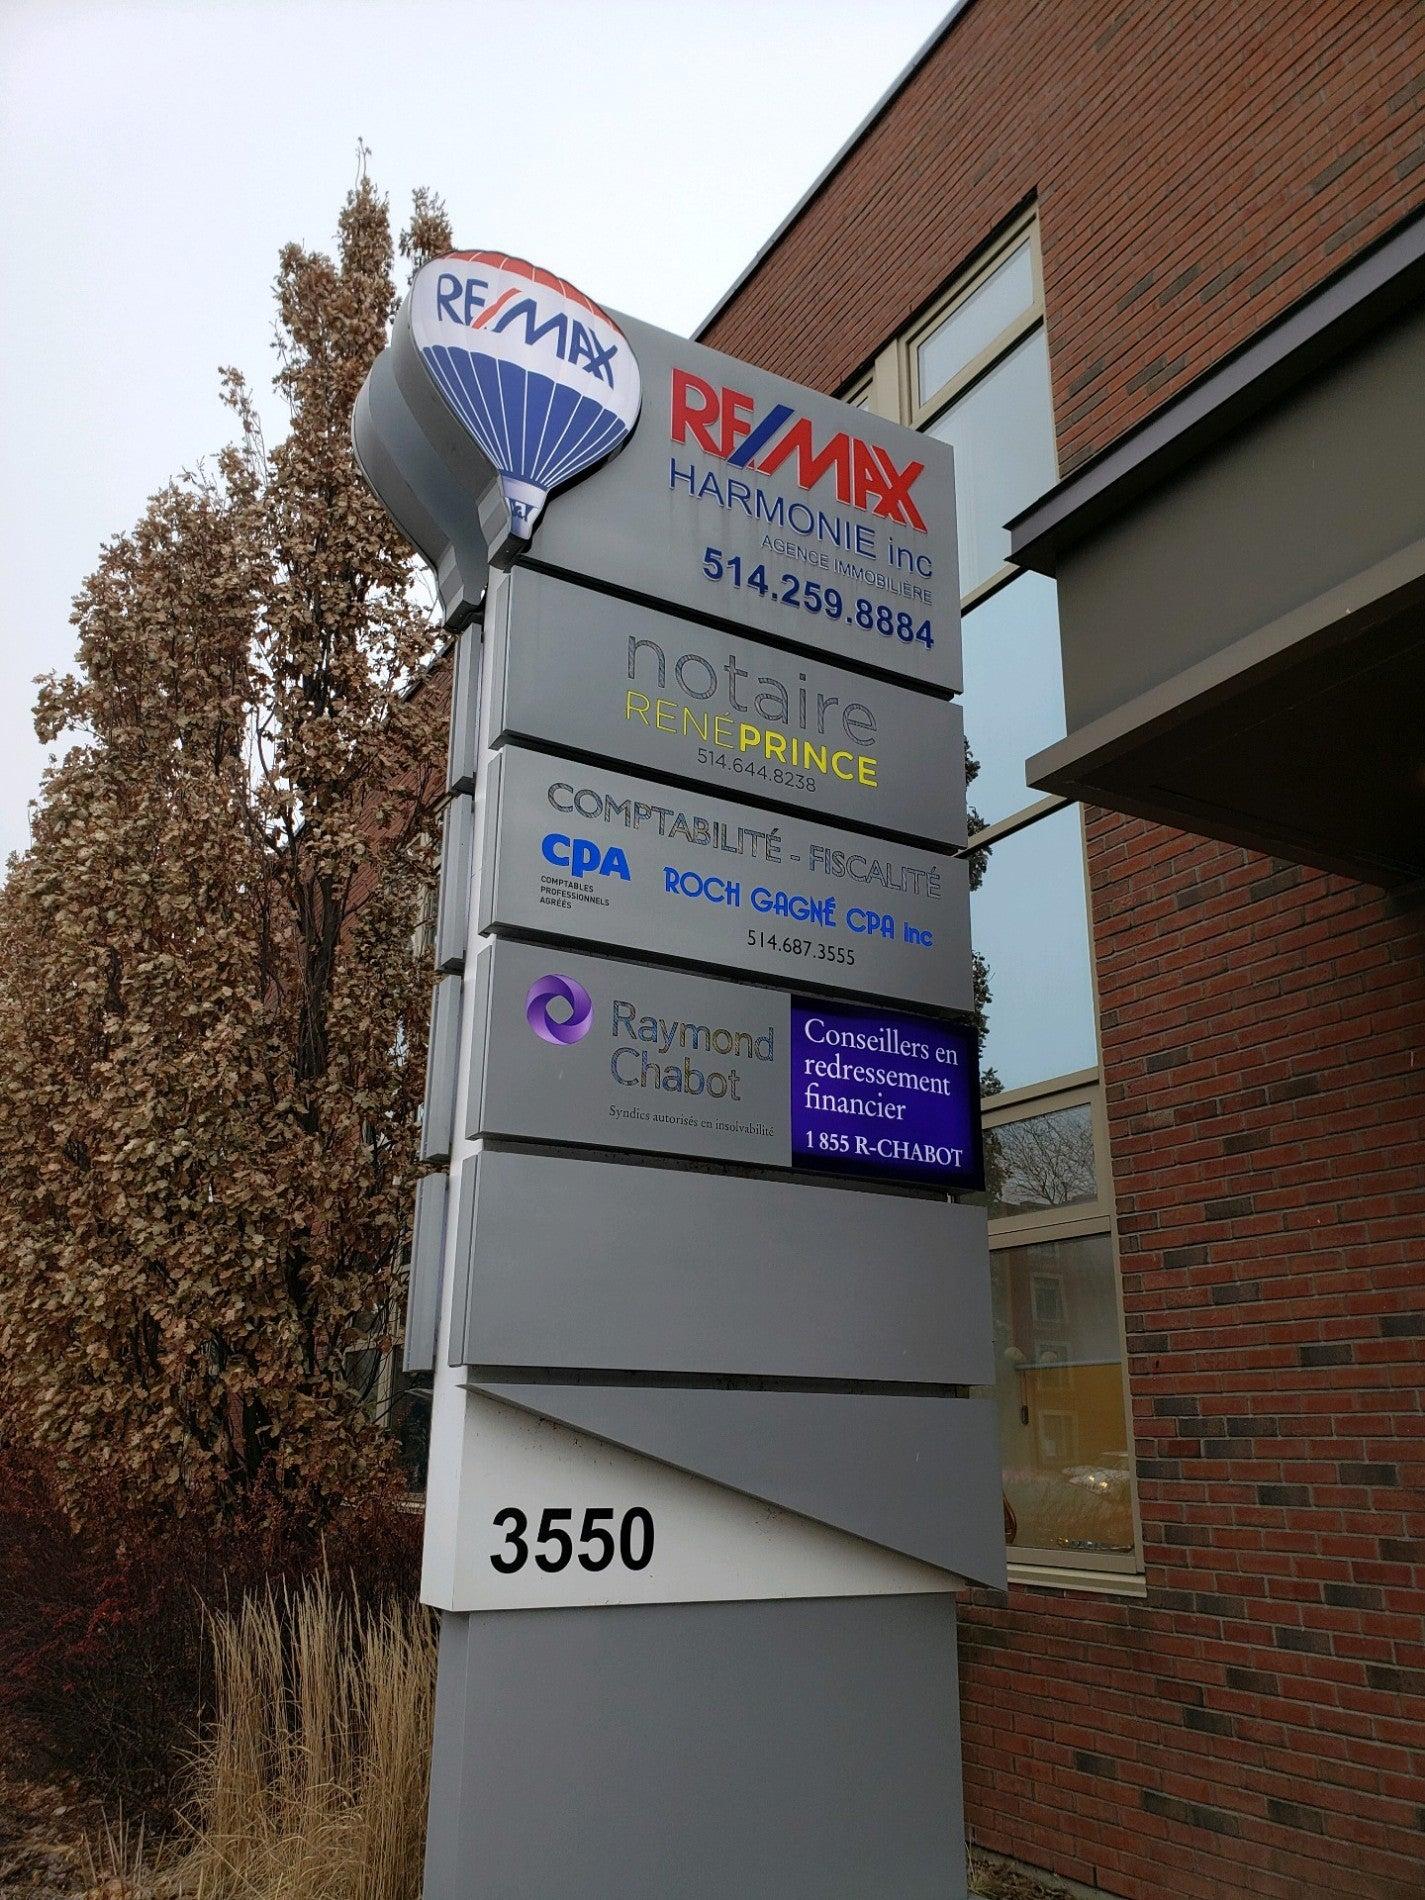 RE/MAX
RE/MAX
HARMONIE inc
AGENCE IMMOBILIÈRE
514.259.8884
notaire
RENÉPRINCE
514.644.8238
COMPTABILITÉ - FISCALITÉ
CPA
COMPTABLES
PROFESSIONNELS
AGRÉÉS
ROCH GAGNÉ CPA inc
514.687.3555
Raymond
Chabot
Syndics autorisés en insolvabilité
Conseillers en
redressement
financier
1 855 R-CHABOT
3550